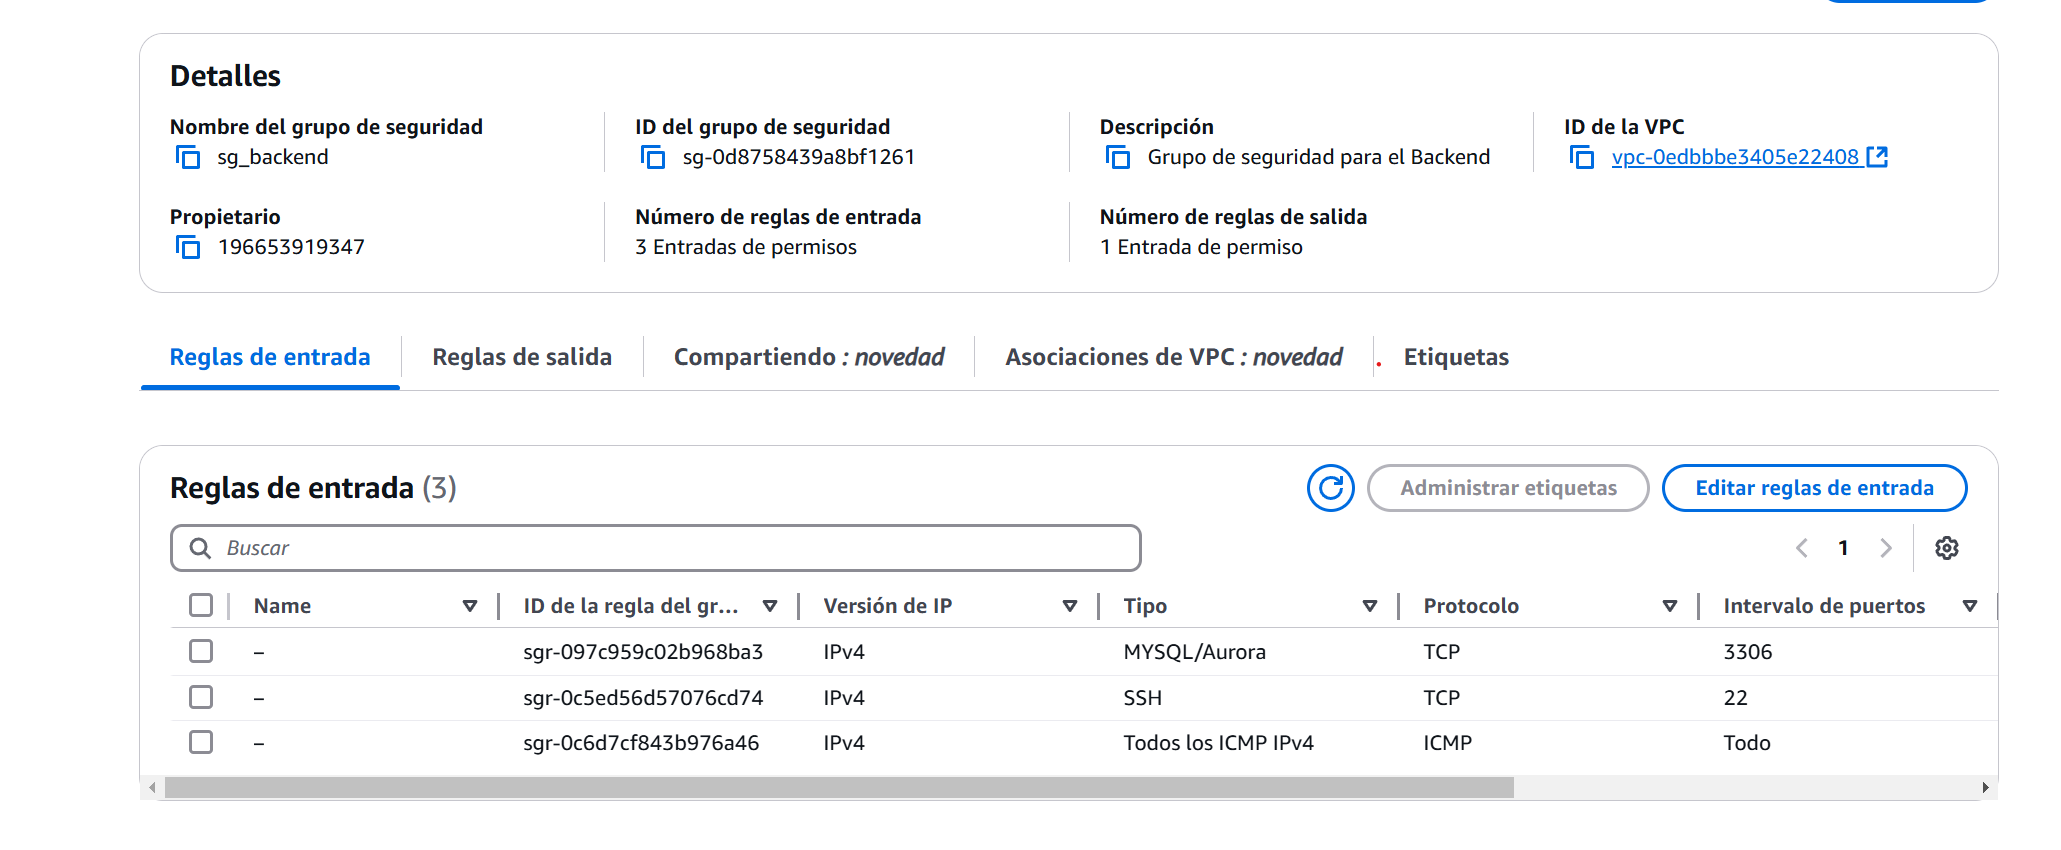 Detalles
Nombre del grupo de seguridad
sg_backend
ID del grupo de seguridad
sg-0d8758439a8bf1261
Descripción
Grupo de seguridad para el Backend
ID de la VPC
vpc-0edbbbe3405e22408
Propietario
196653919347
Número de reglas de entrada
3 Entradas de permisos
Número de reglas de salida
1 Entrada de permiso
Reglas de entrada
Reglas de salida
Compartiendo : novedad
Asociaciones de VPC : novedad
Etiquetas
Reglas de entrada (3)
Administrar etiquetas
Editar reglas de entrada
Buscar
1
Name ID de la regla del gr... Versión de IP Tipo Protocolo Intervalo de puertos
– sgr-097c959c02b968ba3 IPv4 MYSQL/Aurora TCP 3306
– sgr-0c5ed56d57076cd74 IPv4 SSH TCP 22
– sgr-0c6d7cf843b976a46 IPv4 Todos los ICMP IPv4 ICMP Todo